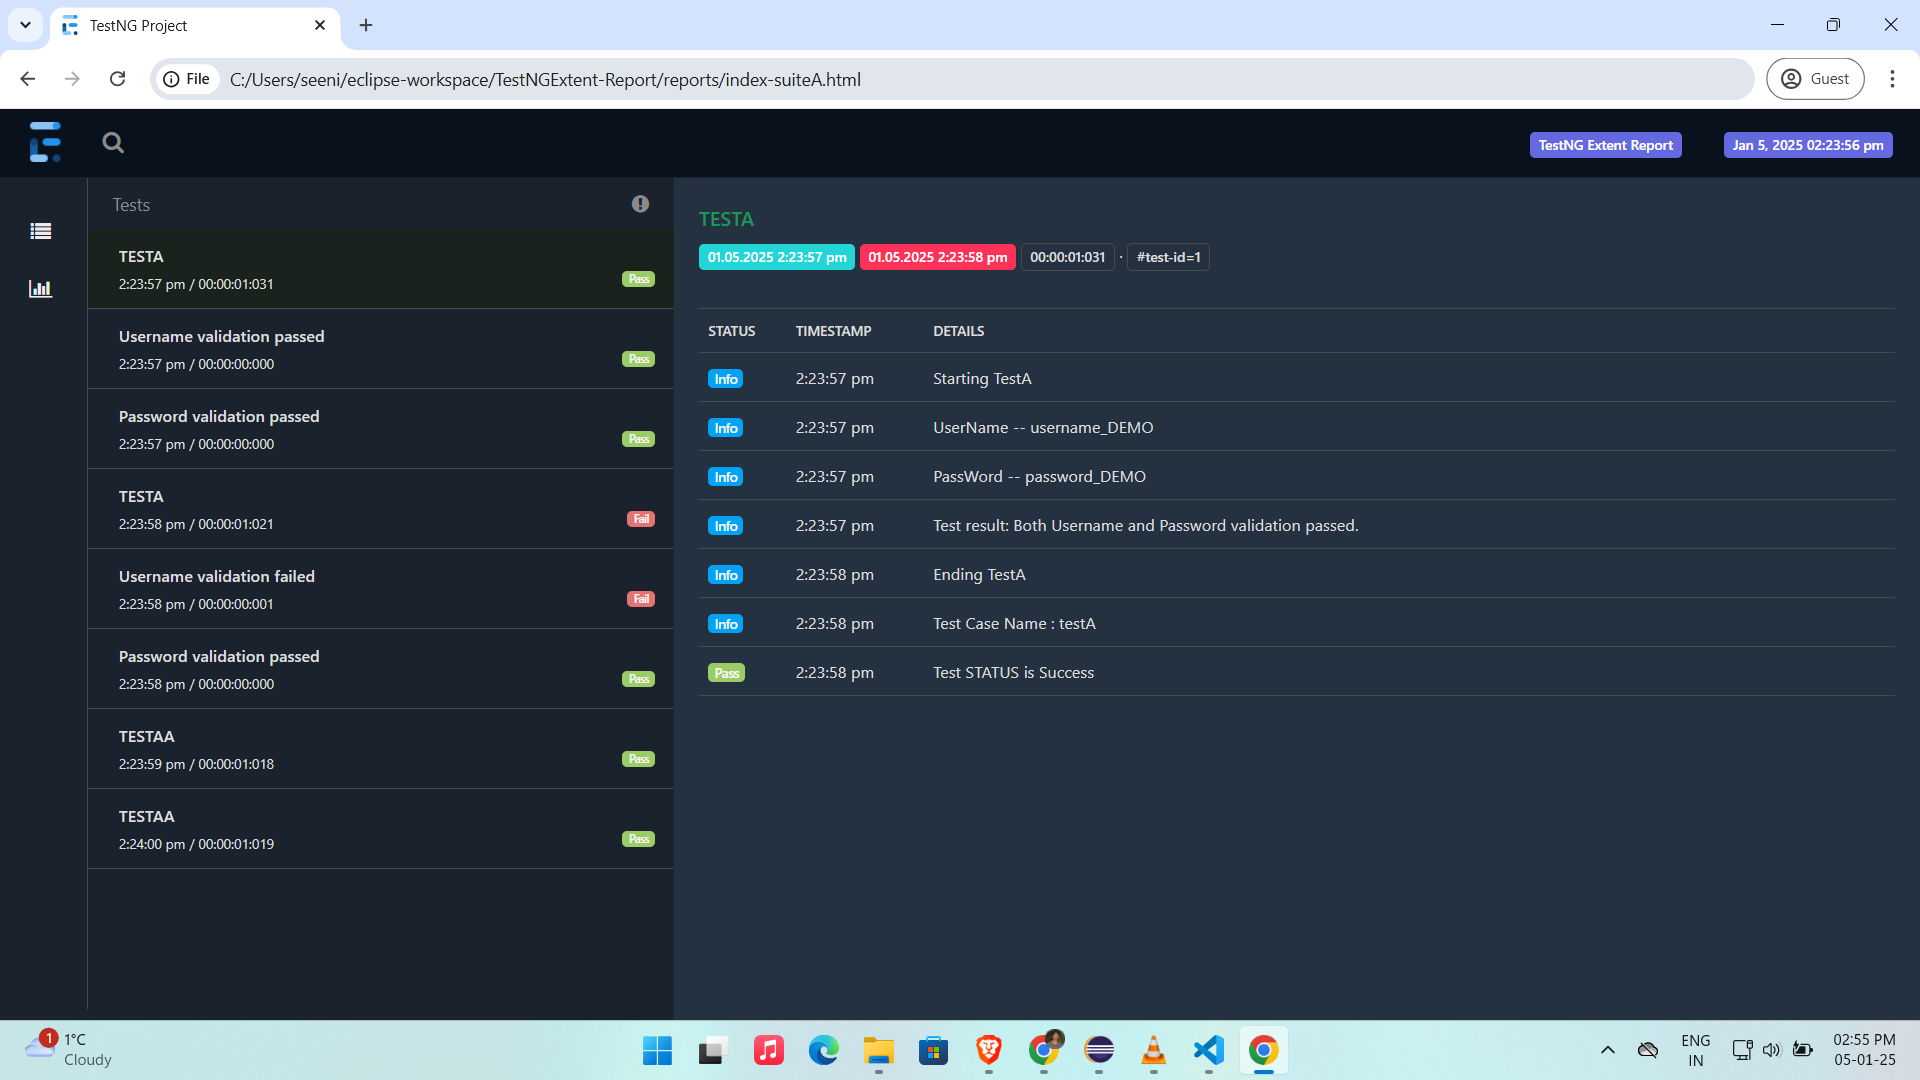 TestNG Project
File
C:/Users/seeni/eclipse-workspace/TestNGExtent-Report/reports/index-suiteA.html
Guest
TestNG Extent Report
Jan 5, 2025 02:23:56 pm
Tests
TESTA
2:23:57 pm / 00:00:01:031
Pass
Username validation passed
2:23:57 pm / 00:00:00:000
Pass
Password validation passed
2:23:57 pm / 00:00:00:000
Pass
TESTA
2:23:58 pm / 00:00:01:021
Fail
Username validation failed
2:23:58 pm / 00:00:00:001
Fail
Password validation passed
2:23:58 pm / 00:00:00:000
Pass
TESTAA
2:23:59 pm / 00:00:01:018
Pass
TESTAA
2:24:00 pm / 00:00:01:019
Pass
TESTA
01.05.2025 2:23:57 pm 01.05.2025 2:23:58 pm 00:00:01:031 · #test-id=1
STATUS TIMESTAMP DETAILS
Info 2:23:57 pm Starting TestA
Info 2:23:57 pm UserName -- username_DEMO
Info 2:23:57 pm PassWord -- password_DEMO
Info 2:23:57 pm Test result: Both Username and Password validation passed.
Info 2:23:58 pm Ending TestA
Info 2:23:58 pm Test Case Name : testA
Pass 2:23:58 pm Test STATUS is Success
1
1°C
Cloudy
ENG
IN
02:55 PM
05-01-25